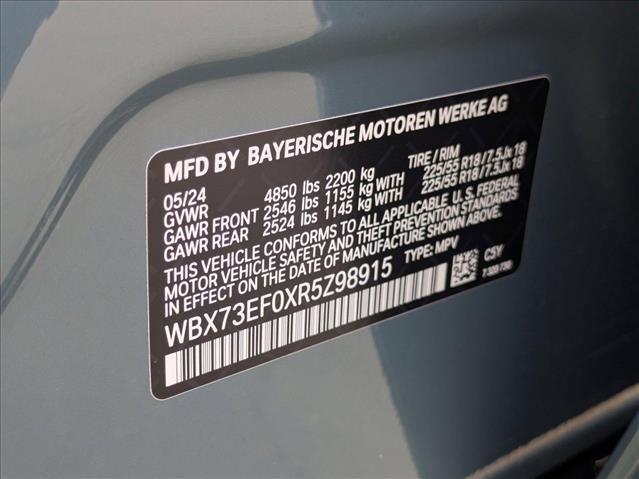 MFD BY BAYERISCHE MOTOREN WERKE AG
05/24 TIRE / RIM
GVWR 4850 lbs 2200 kg
GAWR FRONT 2546 lbs 1155 kg WITH 225/55 R18 / 7.5Jx18
GAWR REAR 2524 lbs 1145 kg WITH 225/55 R18 / 7.5Jx18
THIS VEHICLE CONFORMS TO ALL APPLICABLE U.S. FEDERAL
MOTOR VEHICLE SAFETY AND THEFT PREVENTION STANDARDS
IN EFFECT ON THE DATE OF MANUFACTURE SHOWN ABOVE.
WBX73EF0XR5Z98915 TYPE: MPV
C5Y